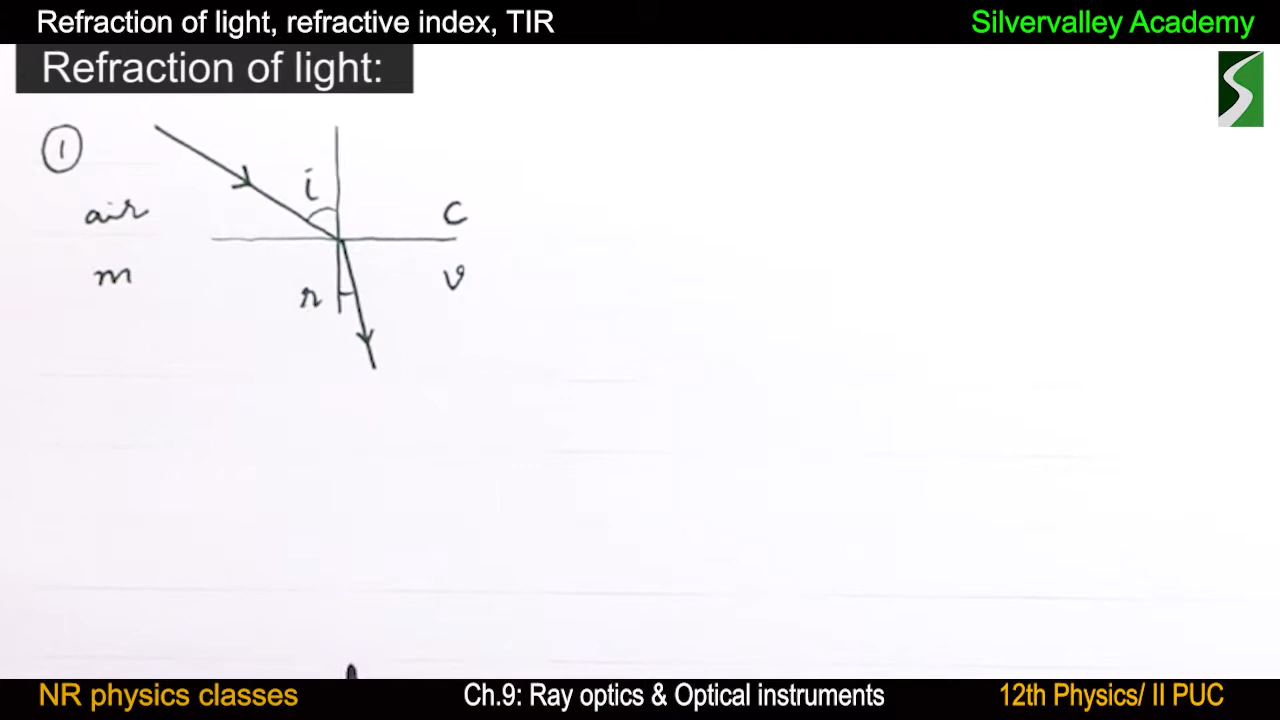 Refraction of light, refractive index, TIR
Silvervalley Academy
Refraction of light:
1
i
air
c
m
v
r
NR physics classes
Ch.9: Ray optics & Optical instruments
12th Physics/ II PUC